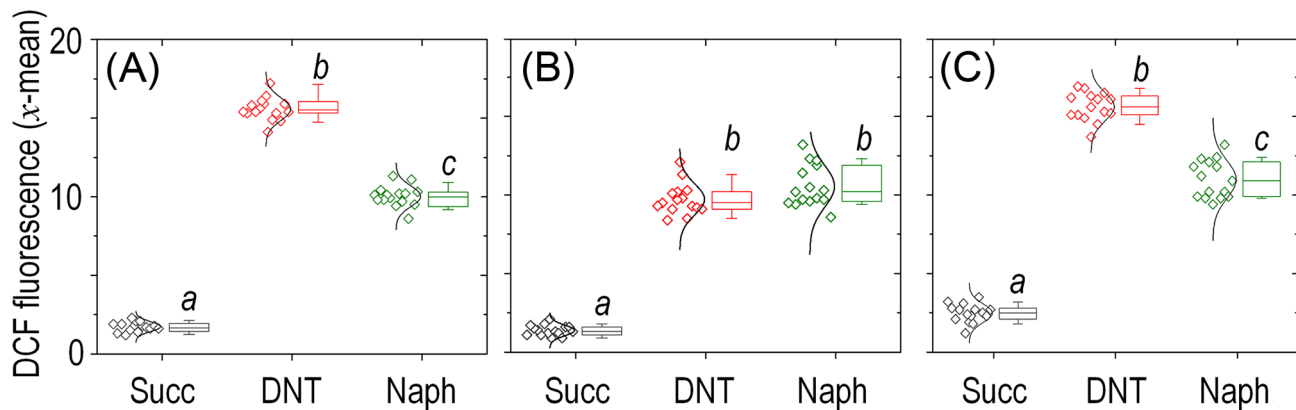 DCF fluorescence (x-mean)
20
10
0
(A)
a
b
c
Succ DNT Naph
(B)
a
b
b
Succ DNT Naph
(C)
a
b
c
Succ DNT Naph